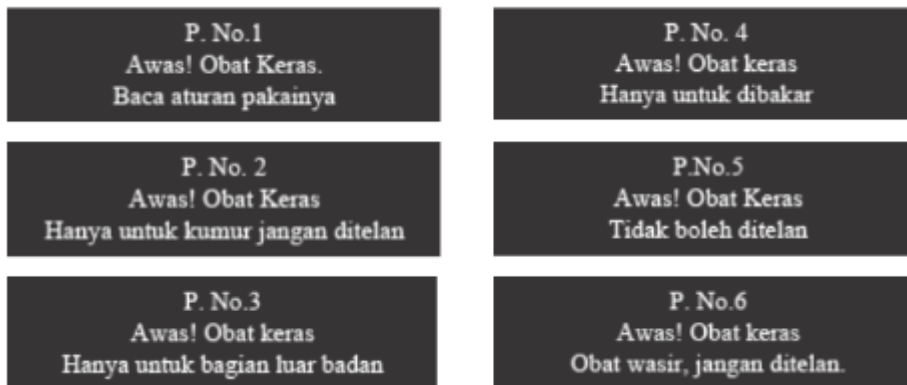 P. No.1
Awas! Obat Keras.
Baca aturan pakainya
P. No. 2
Awas! Obat Keras
Hanya untuk kumur jangan ditelan
P. No.3
Awas! Obat keras
Hanya untuk bagian luar badan
P. No. 4
Awas! Obat keras
Hanya untuk dibakar
P.No.5
Awas! Obat Keras
Tidak boleh ditelan
P. No.6
Awas! Obat keras
Obat wasir, jangan ditelan.